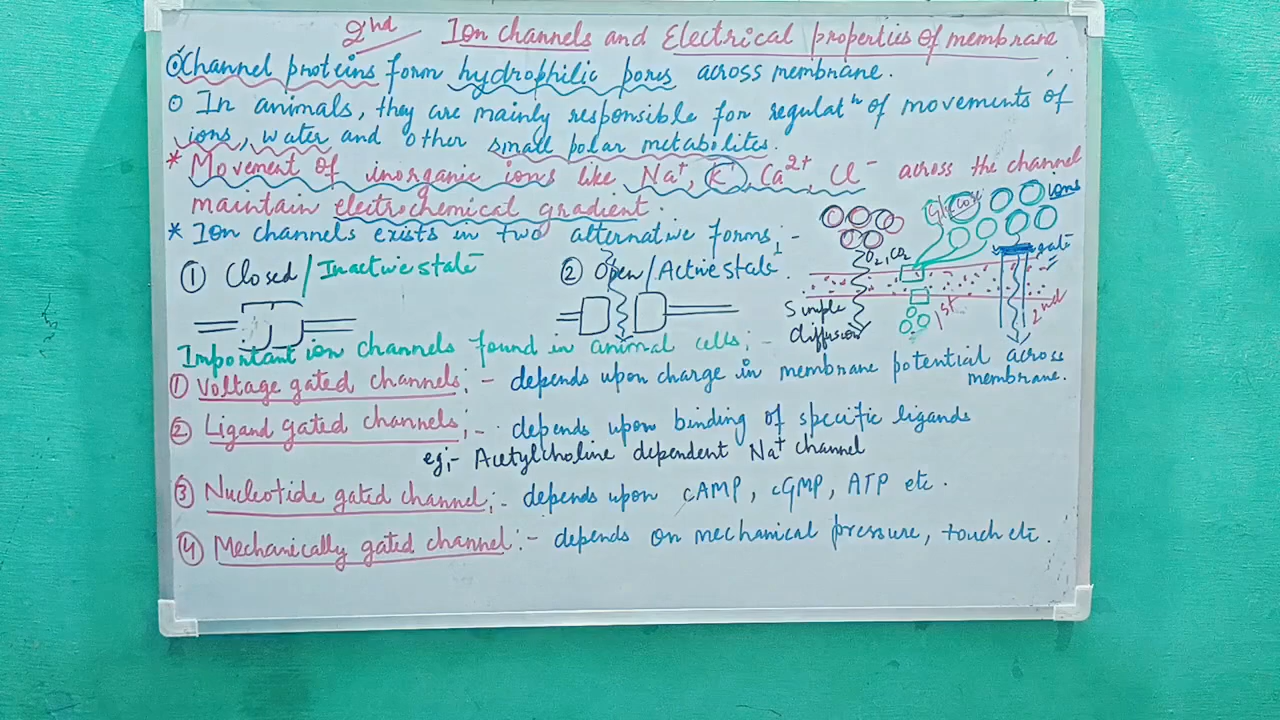 2nd Ion channels and Electrical properties of membrane
Channel proteins form hydrophilic pores across membrane.
In animals, they are mainly responsible for regulatn of movements of
ions, water and other small polar metabolites.
* Movement of inorganic ions like Na+, K+, Ca2+, Cl- across the channel
maintain electrochemical gradient.
* Ion channels exists in two alternative forms;-
① Closed/Inactive state
② Open/Active state.
Glucose
ions
gate
O2, CO2
Simple
diffusion
1st
2nd
Important ion channels found in animal cells;-
① Voltage gated channels;- depends upon charge in membrane potential across
membrane.
② Ligand gated channels;- depends upon binding of specific ligands
eg;- Acetylcholine dependent Na+ channel
③ Nucleotide gated channel;- depends upon cAMP, cGMP, ATP etc.
④ Mechanically gated channel:- depends on mechanical pressure, touch etc.